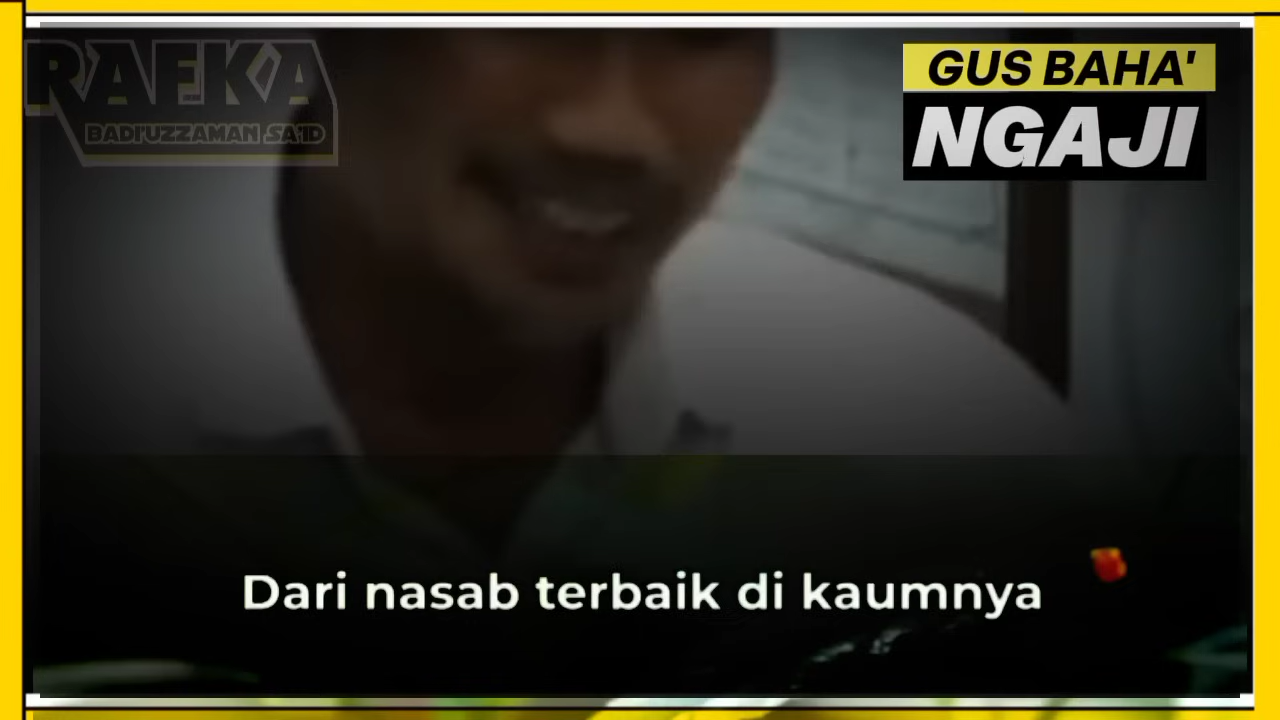 RAFKA
BADI'UZZAMAN SA'ID
GUS BAHA'
NGAJI
Dari nasab terbaik di kaumnya